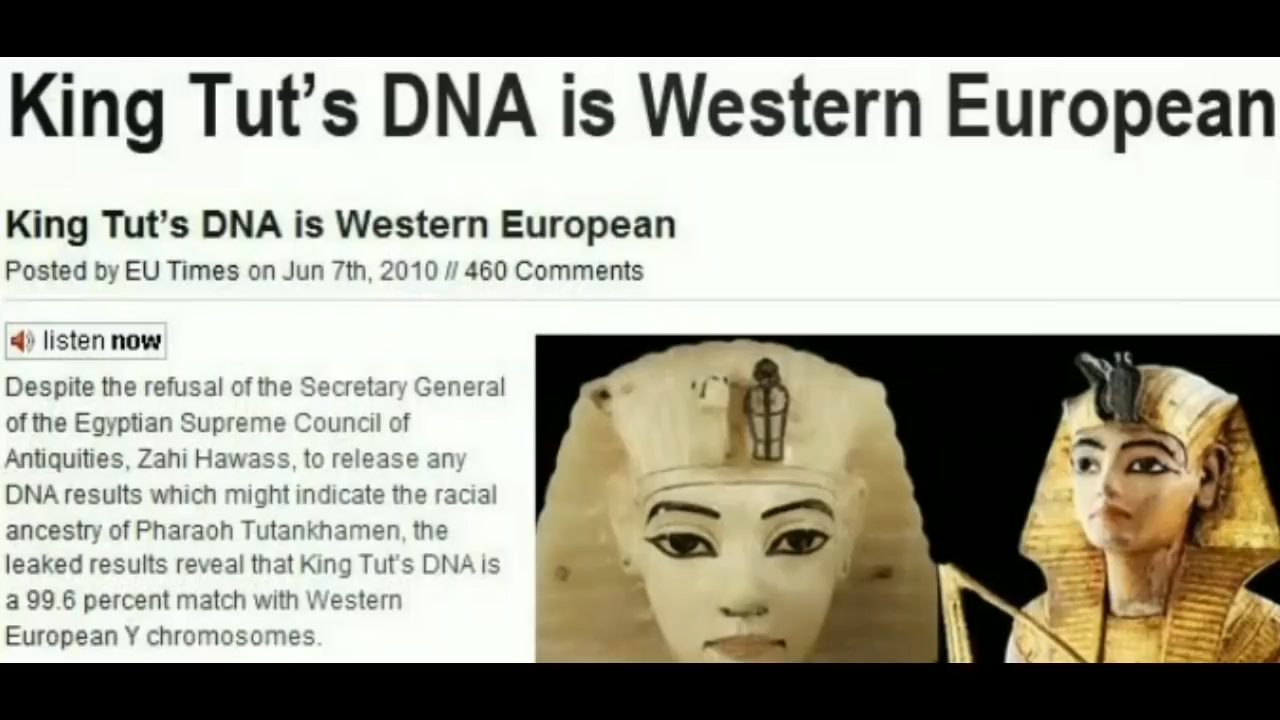 King Tut’s DNA is Western European
King Tut’s DNA is Western European
Posted by EU Times on Jun 7th, 2010 // 460 Comments
listen now
Despite the refusal of the Secretary General
of the Egyptian Supreme Council of
Antiquities, Zahi Hawass, to release any
DNA results which might indicate the racial
ancestry of Pharaoh Tutankhamen, the
leaked results reveal that King Tut’s DNA is
a 99.6 percent match with Western
European Y chromosomes.